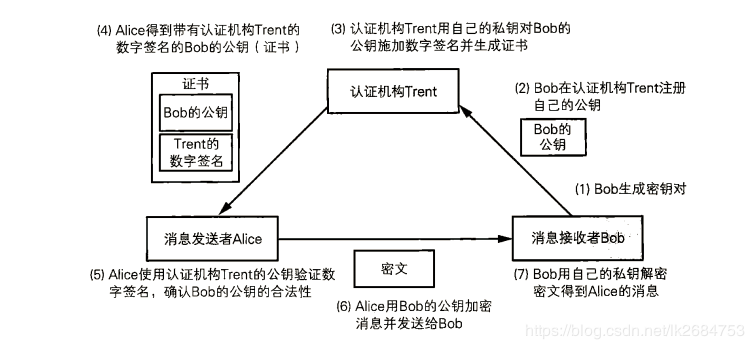 (4) Alice得到带有认证机构Trent的
数字签名的Bob的公钥（证书）
(3) 认证机构Trent用自己的私钥对Bob的
公钥施加数字签名并生成证书
证书
Bob的公钥
Trent的
数字签名
认证机构Trent
(2) Bob在认证机构Trent注册
自己的公钥
Bob的
公钥
(1) Bob生成密钥对
消息发送者Alice
消息接收者Bob
(5) Alice使用认证机构Trent的公钥验证数
字签名，确认Bob的公钥的合法性
密文
(6) Alice用Bob的公钥加密
消息并发送给Bob
(7) Bob用自己的私钥解密
密文得到Alice的消息
https://blog.csdn.net/lk2684753